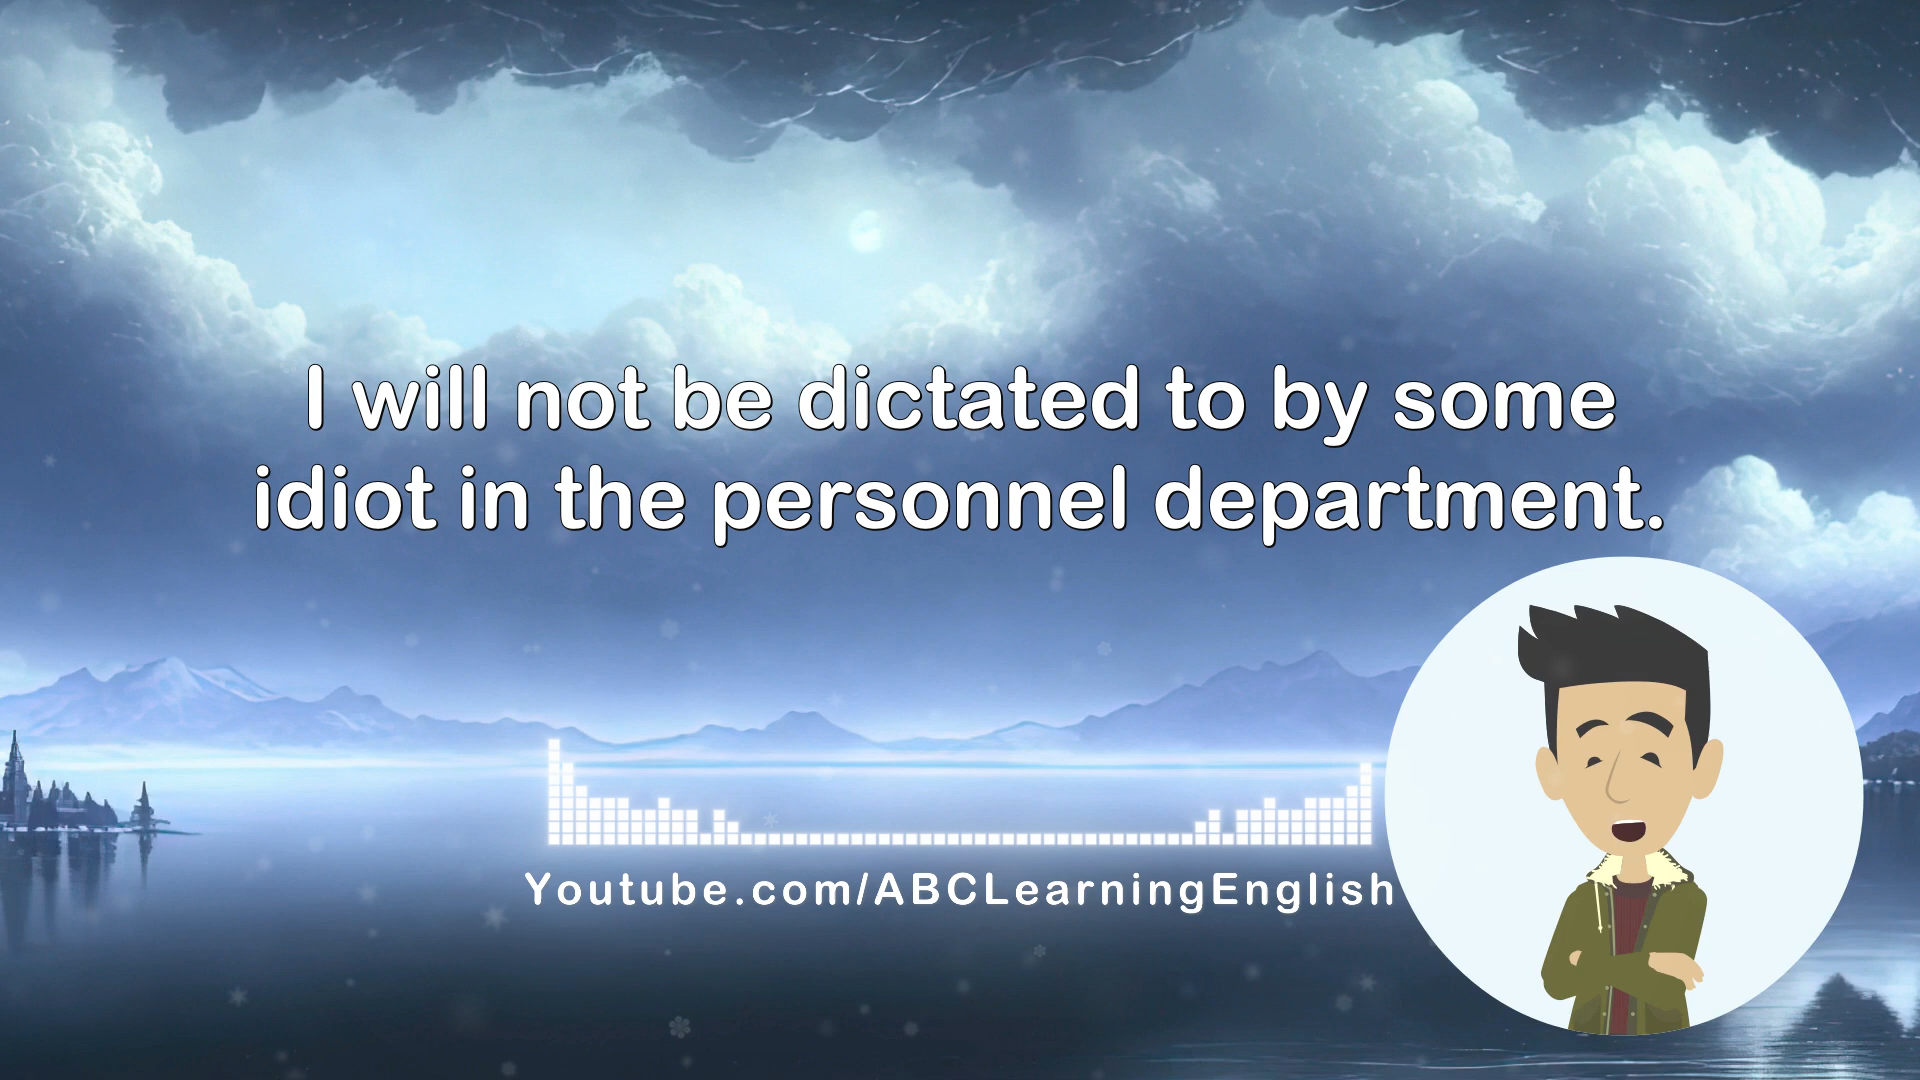 I will not be dictated to by some
idiot in the personnel department.
Youtube.com/ABCLearningEnglish